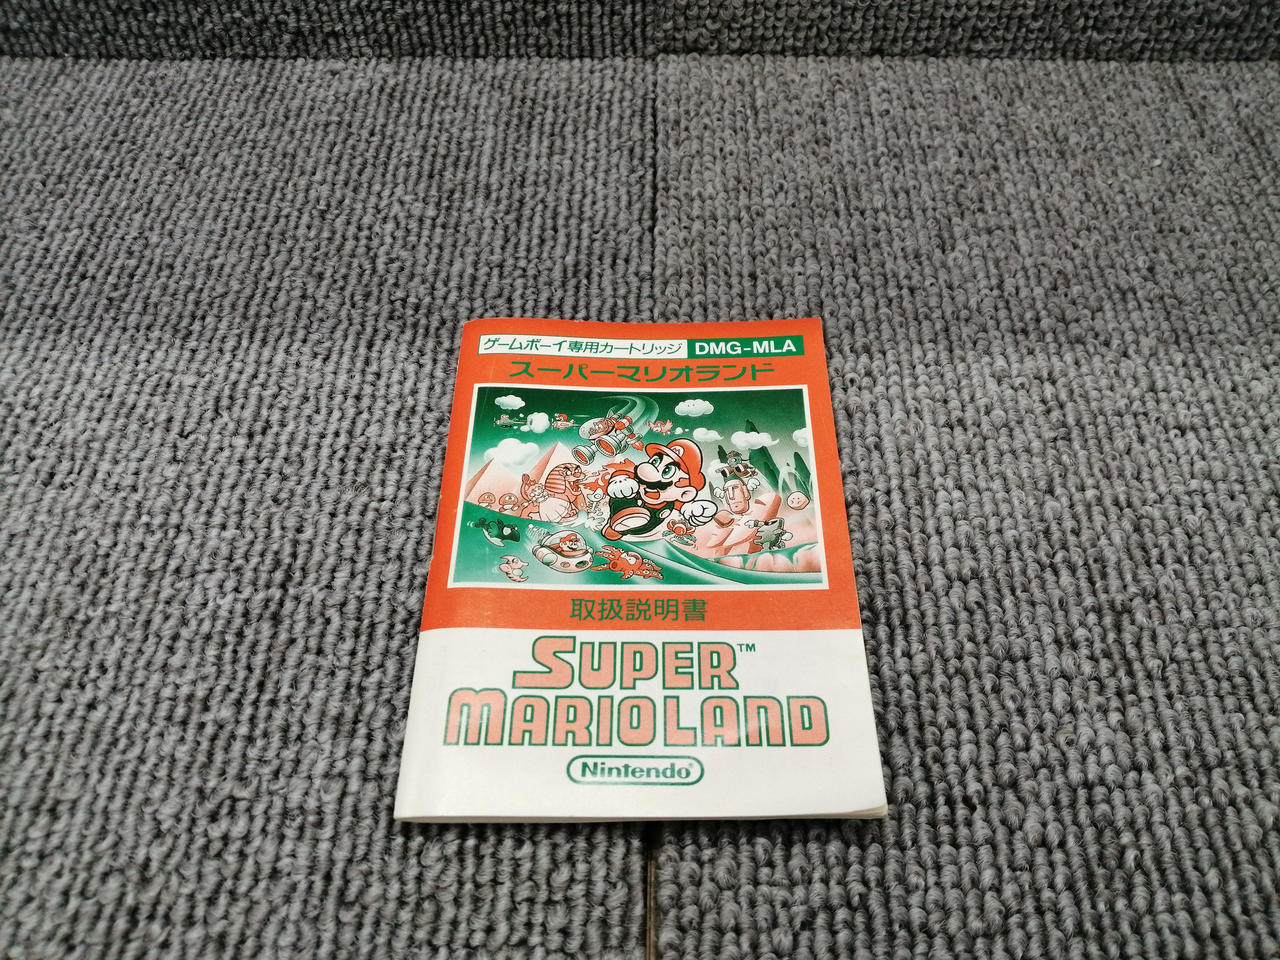 ゲームボーイ専用カートリッジ DMG-MLA
スーパーマリオランド
取扱説明書
SUPER™
MARIOLAND
Nintendo®